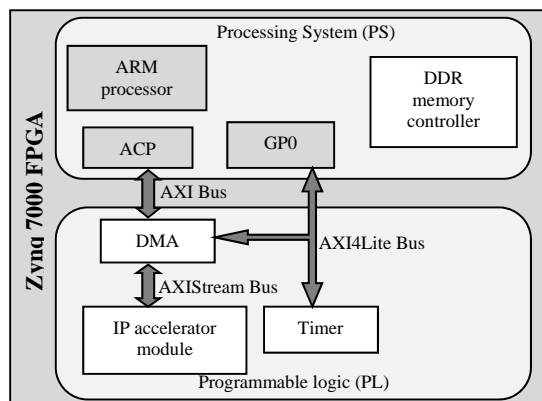 Zynq 7000 FPGA
Processing System (PS)
ARM
processor
DDR
memory
controller
ACP
GP0
AXI Bus
DMA
AXI4Lite Bus
AXIStream Bus
IP accelerator
module
Timer
Programmable logic (PL)